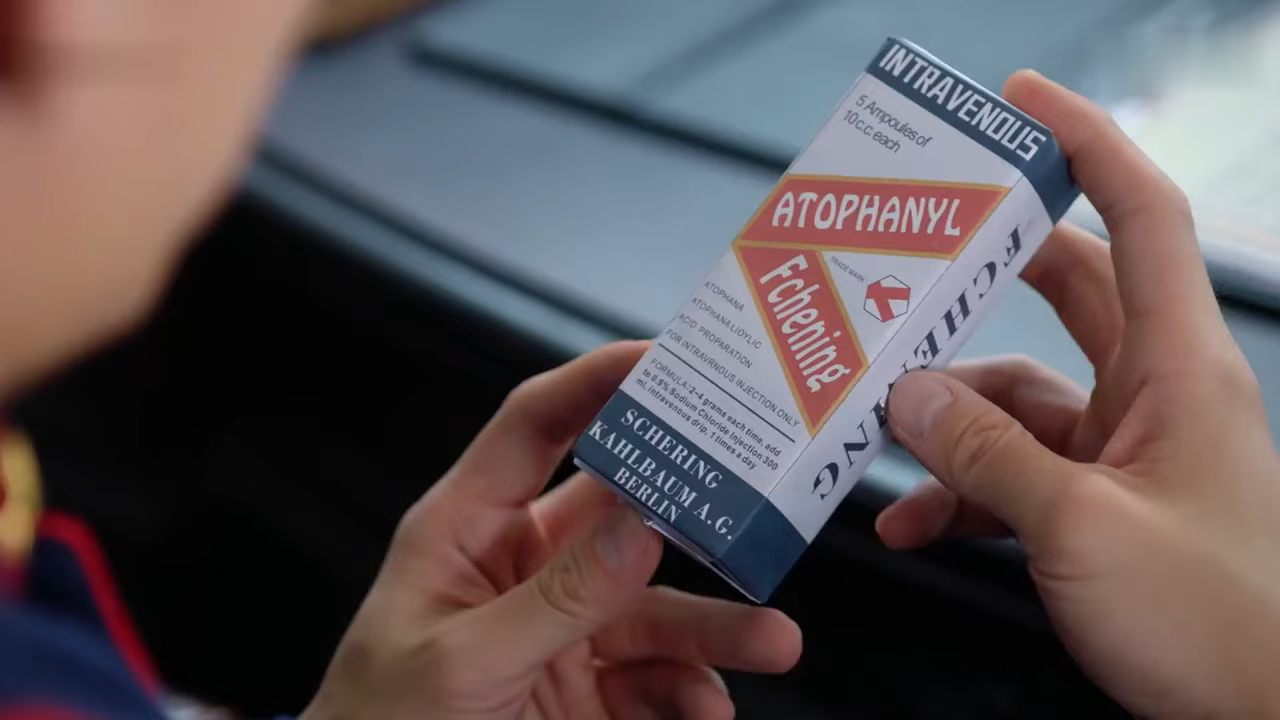 INTRAVENOUS
5 Ampoules of
10 c.c. each
ATOPHANYL
Fchening
TRADE MARK
ATOPHANA
ATOPHANALIOYLIC
ACID PREPARATION
FOR INTRAVRNOUS INJECTION ONLY
FORMULA:2~4 grams each time, add
to 0.9% Sodium Chloride Injection 300
ml. intravenous drip, 1 times a day
SCHERING
KAHLBAUM A.G.
BERLIN
FCHENING